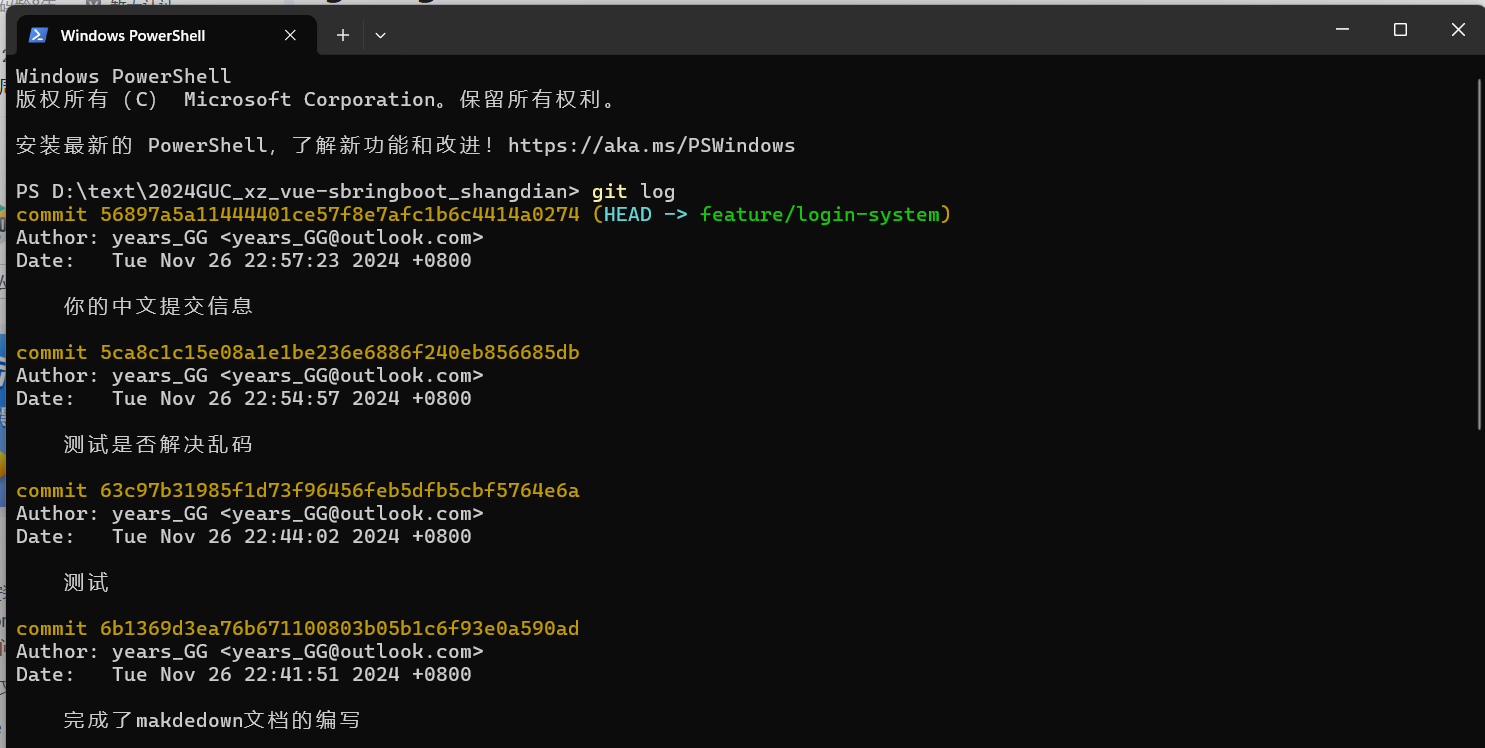 Windows PowerShell
Windows PowerShell
版权所有 (C) Microsoft Corporation。保留所有权利。
安装最新的 PowerShell，了解新功能和改进！https://aka.ms/PSWindows
PS D:\text\2024GUC_xz_vue-sbringboot_shangdian> git log
commit 56897a5a11444401ce57f8e7afc1b6c4414a0274 (HEAD -> feature/login-system)
Author: years_GG <years_GG@outlook.com>
Date:   Tue Nov 26 22:57:23 2024 +0800
你的中文提交信息
commit 5ca8c1c15e08a1e1be236e6886f240eb856685db
Author: years_GG <years_GG@outlook.com>
Date:   Tue Nov 26 22:54:57 2024 +0800
测试是否解决乱码
commit 63c97b31985f1d73f96456feb5dfb5cbf5764e6a
Author: years_GG <years_GG@outlook.com>
Date:   Tue Nov 26 22:44:02 2024 +0800
测试
commit 6b1369d3ea76b671100803b05b1c6f93e0a590ad
Author: years_GG <years_GG@outlook.com>
Date:   Tue Nov 26 22:41:51 2024 +0800
完成了makdedown文档的编写